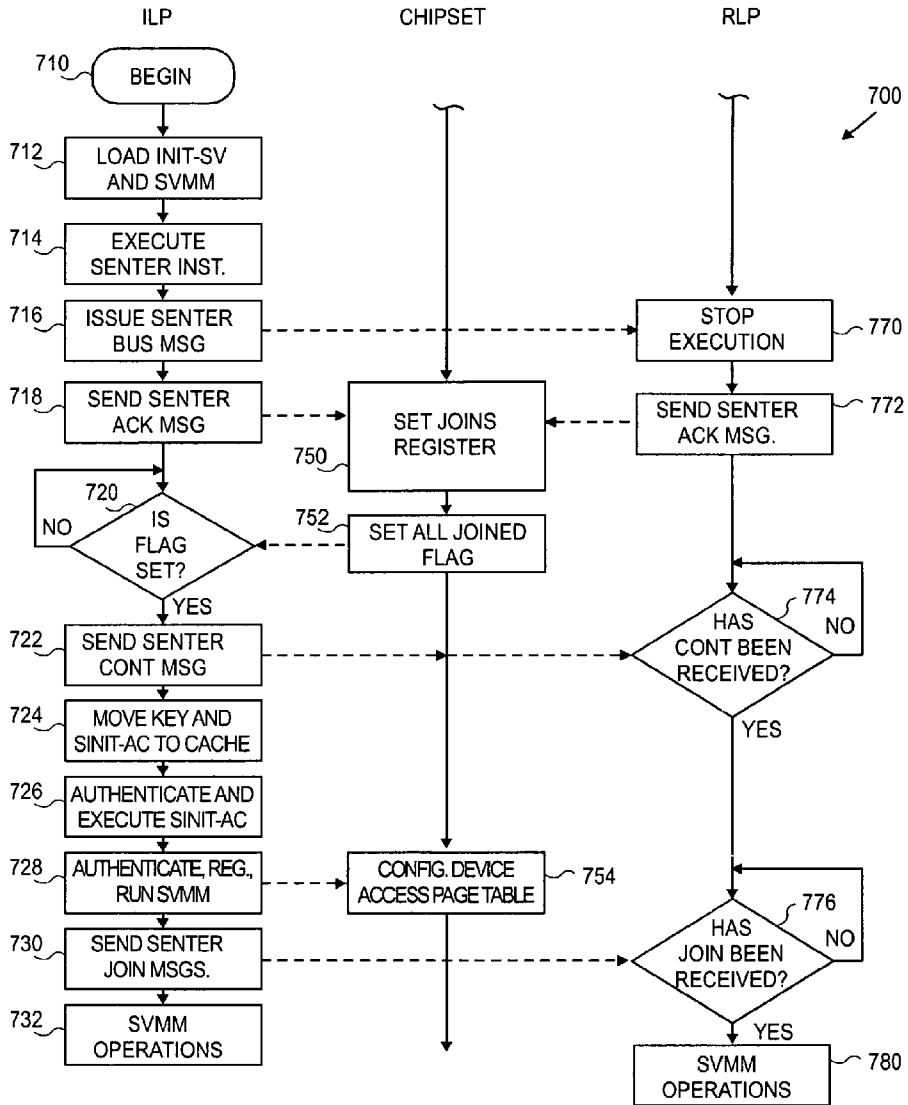 ILP
CHIPSET
RLP
700
710
BEGIN
712
LOAD INIT-SV
AND SVMM
714
EXECUTE
SENTER INST.
716
ISSUE SENTER
BUS MSG
718
SEND SENTER
ACK MSG
720
IS
FLAG
SET?
NO
YES
722
SEND SENTER
CONT MSG
724
MOVE KEY AND
SINIT-AC TO CACHE
726
AUTHENTICATE AND
EXECUTE SINIT-AC
728
AUTHENTICATE, REG.,
RUN SVMM
730
SEND SENTER
JOIN MSGS.
732
SVMM
OPERATIONS
SET JOINS
REGISTER
750
752
SET ALL JOINED
FLAG
CONFIG. DEVICE
ACCESS PAGE TABLE
754
STOP
EXECUTION
770
SEND SENTER
ACK MSG.
772
774
HAS
CONT BEEN
RECEIVED?
NO
YES
776
HAS
JOIN BEEN
RECEIVED?
NO
YES
SVMM
OPERATIONS
780